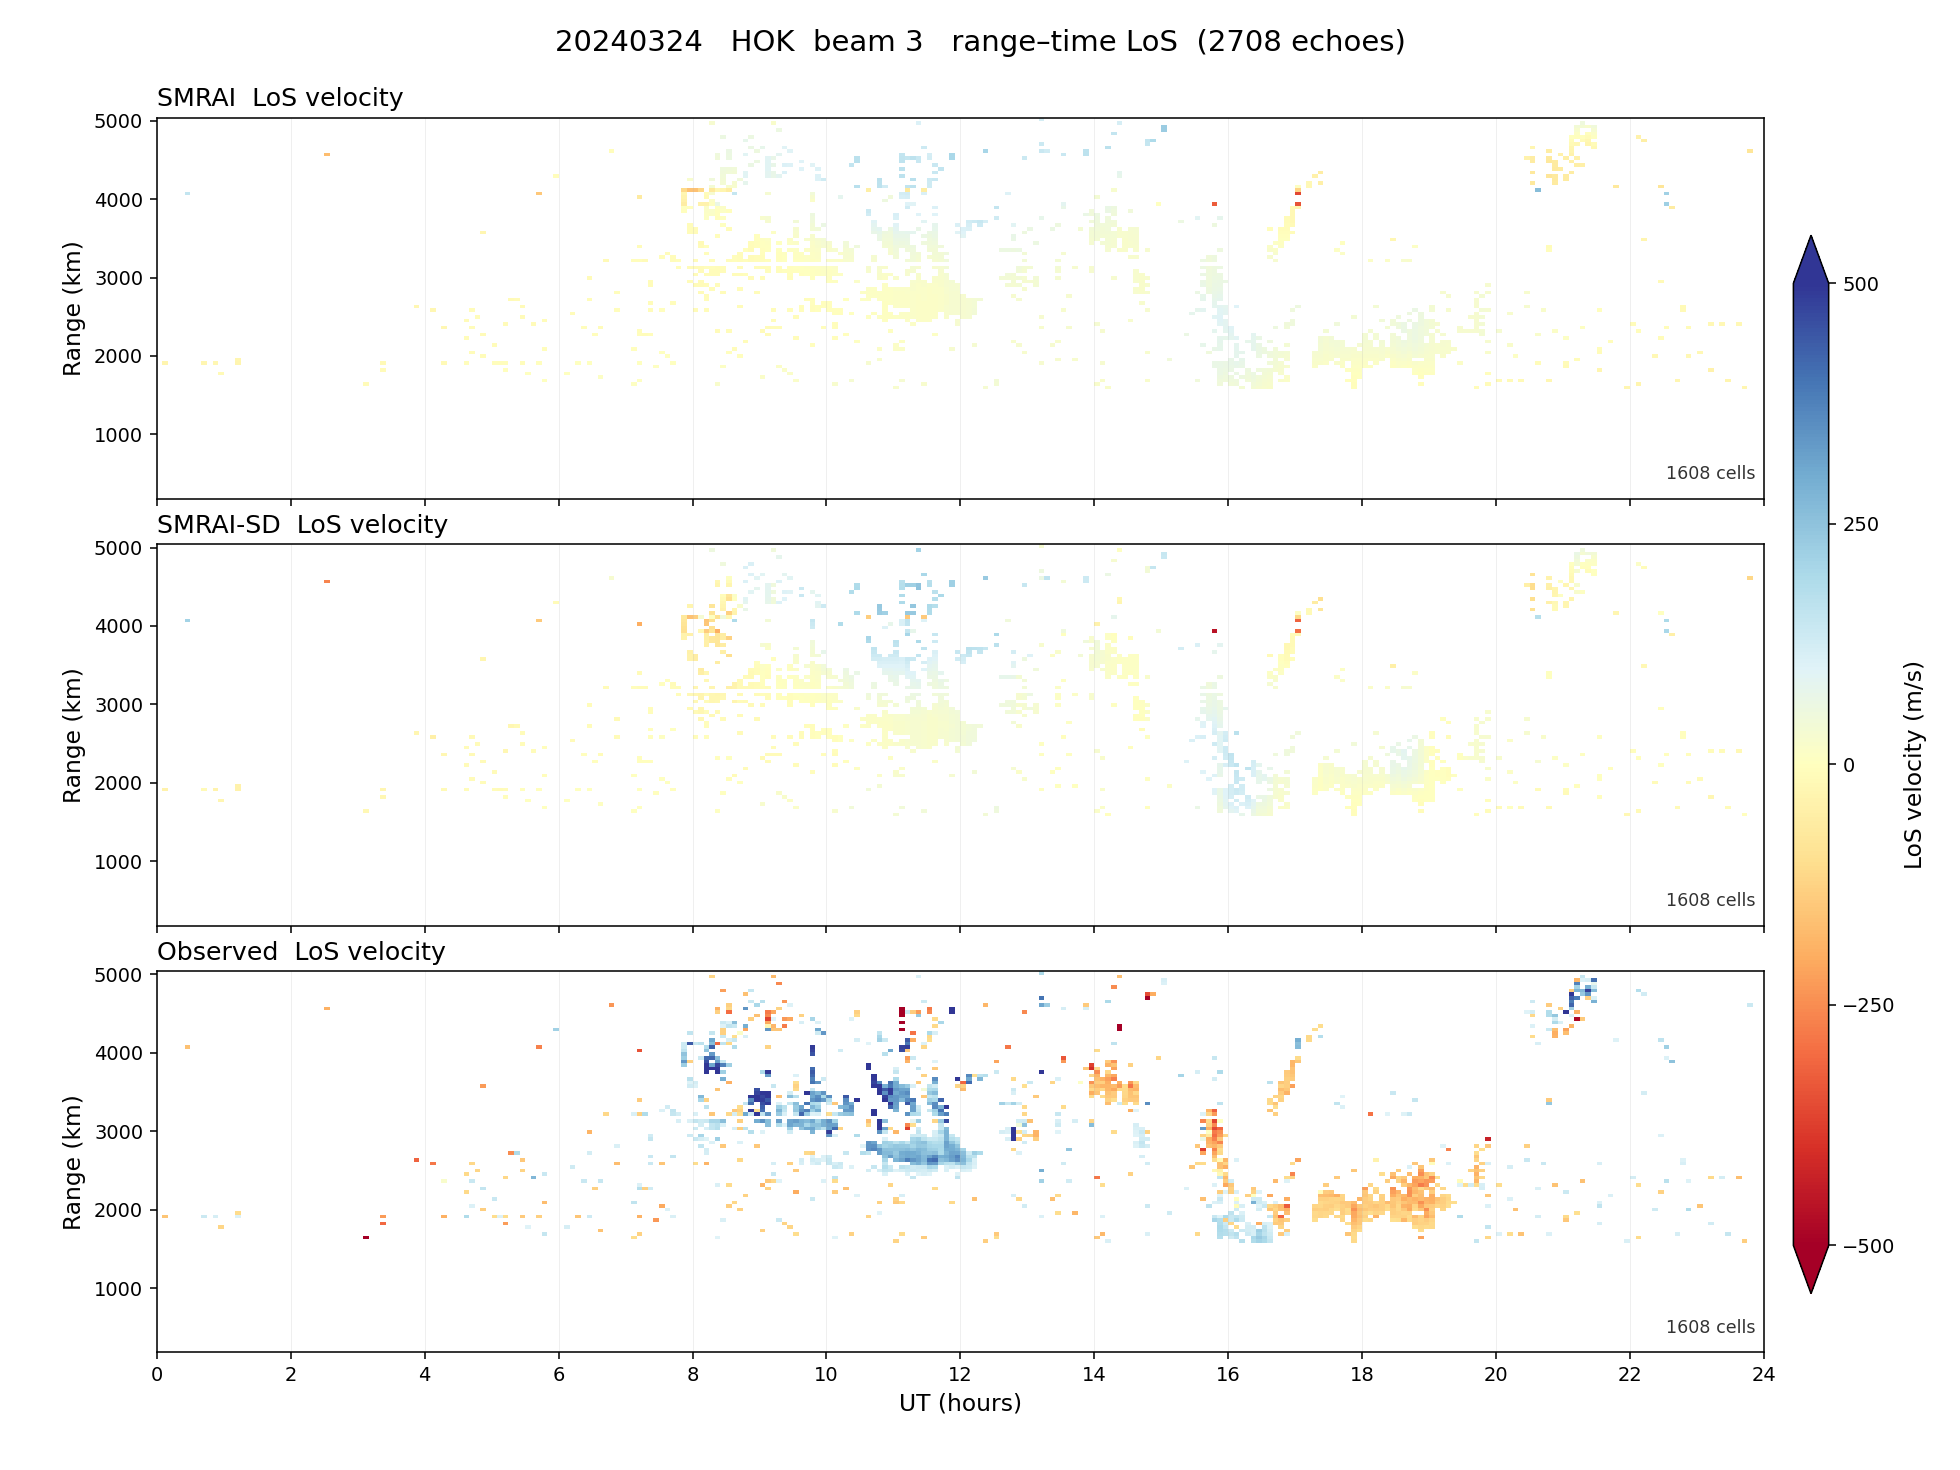 20240324 HOK beam 3 range–time LoS (2708 echoes)
SMRAI LoS velocity
5000
4000
3000
2000
1000
Range (km)
1608 cells
SMRAI-SD LoS velocity
5000
4000
3000
2000
1000
Range (km)
1608 cells
Observed LoS velocity
5000
4000
3000
2000
1000
Range (km)
1608 cells
0 2 4 6 8 10 12 14 16 18 20 22 24
UT (hours)
500
250
0
−250
−500
LoS velocity (m/s)